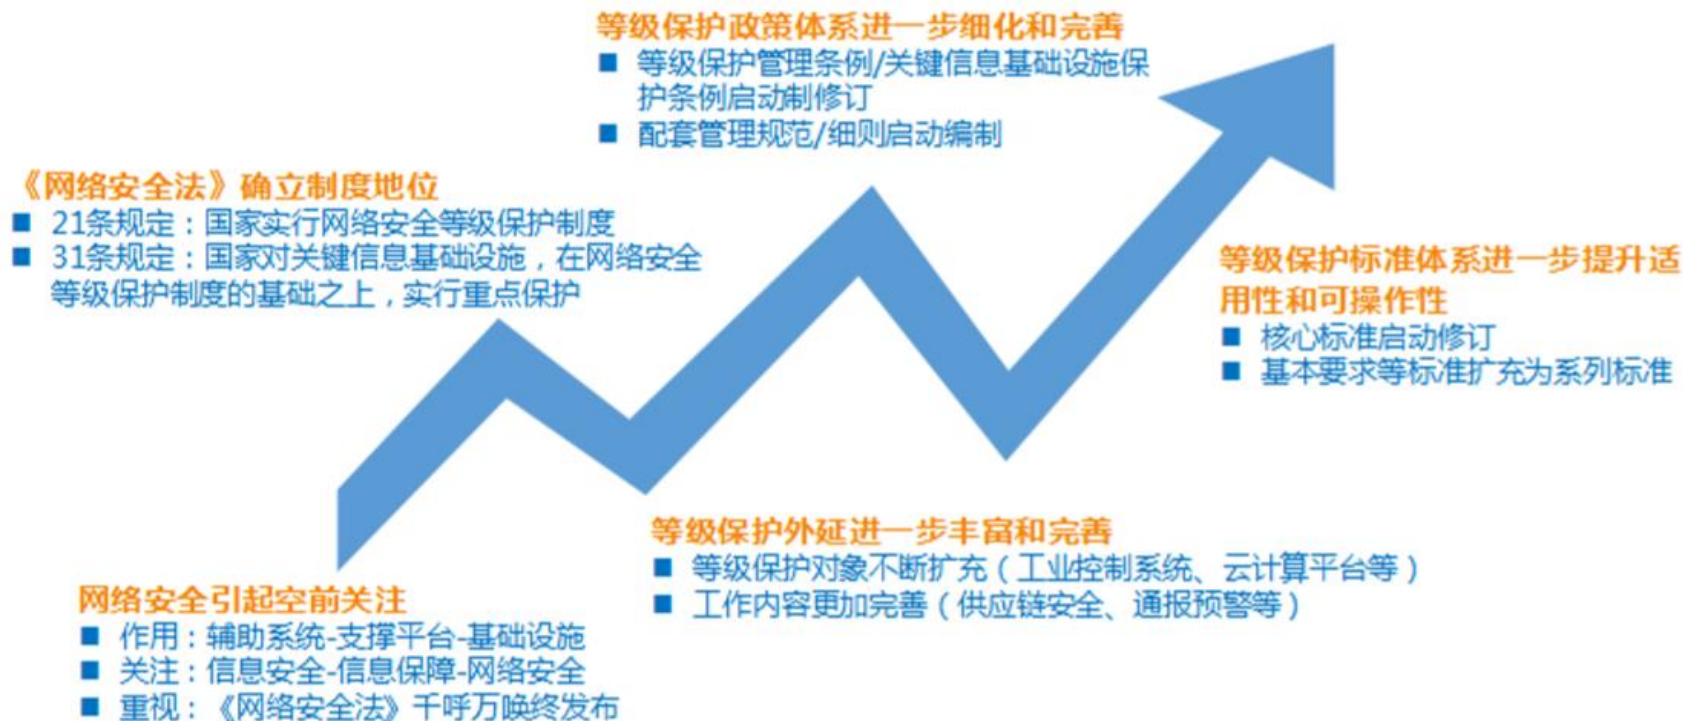 等级保护政策体系进一步细化和完善
■ 等级保护管理条例/关键信息基础设施保
护条例启动制修订
■ 配套管理规范/细则启动编制
《网络安全法》确立制度地位
■ 21条规定：国家实行网络安全等级保护制度
■ 31条规定：国家对关键信息基础设施，在网络安全
等级保护制度的基础之上，实行重点保护
等级保护标准体系进一步提升适
用性和可操作性
■ 核心标准启动修订
■ 基本要求等标准扩充为系列标准
等级保护外延进一步丰富和完善
■ 等级保护对象不断扩充（工业控制系统、云计算平台等）
■ 工作内容更加完善（供应链安全、通报预警等）
网络安全引起空前关注
■ 作用：辅助系统-支撑平台-基础设施
■ 关注：信息安全-信息保障-网络安全
■ 重视：《网络安全法》千呼万唤终发布